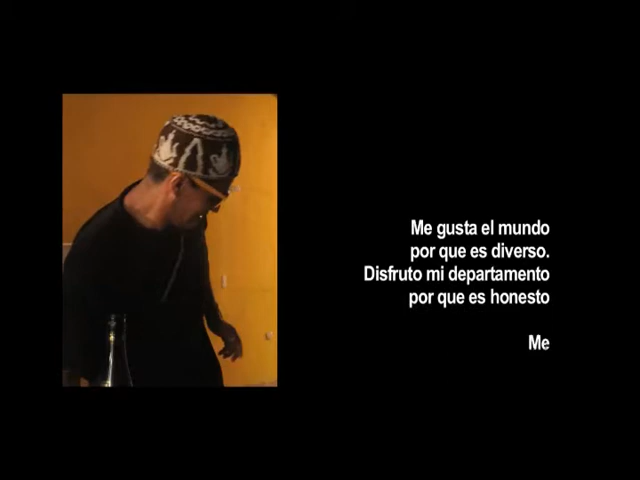 Me gusta el mundo
por que es diverso.
Disfruto mi departamento
por que es honesto
Me